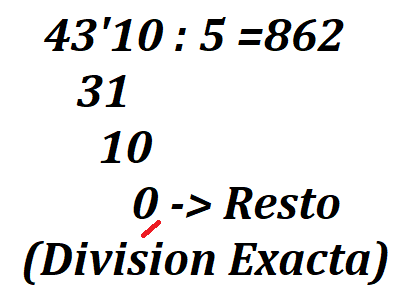 43'10 : 5 =862
31
10
0 -> Resto
(Division Exacta)